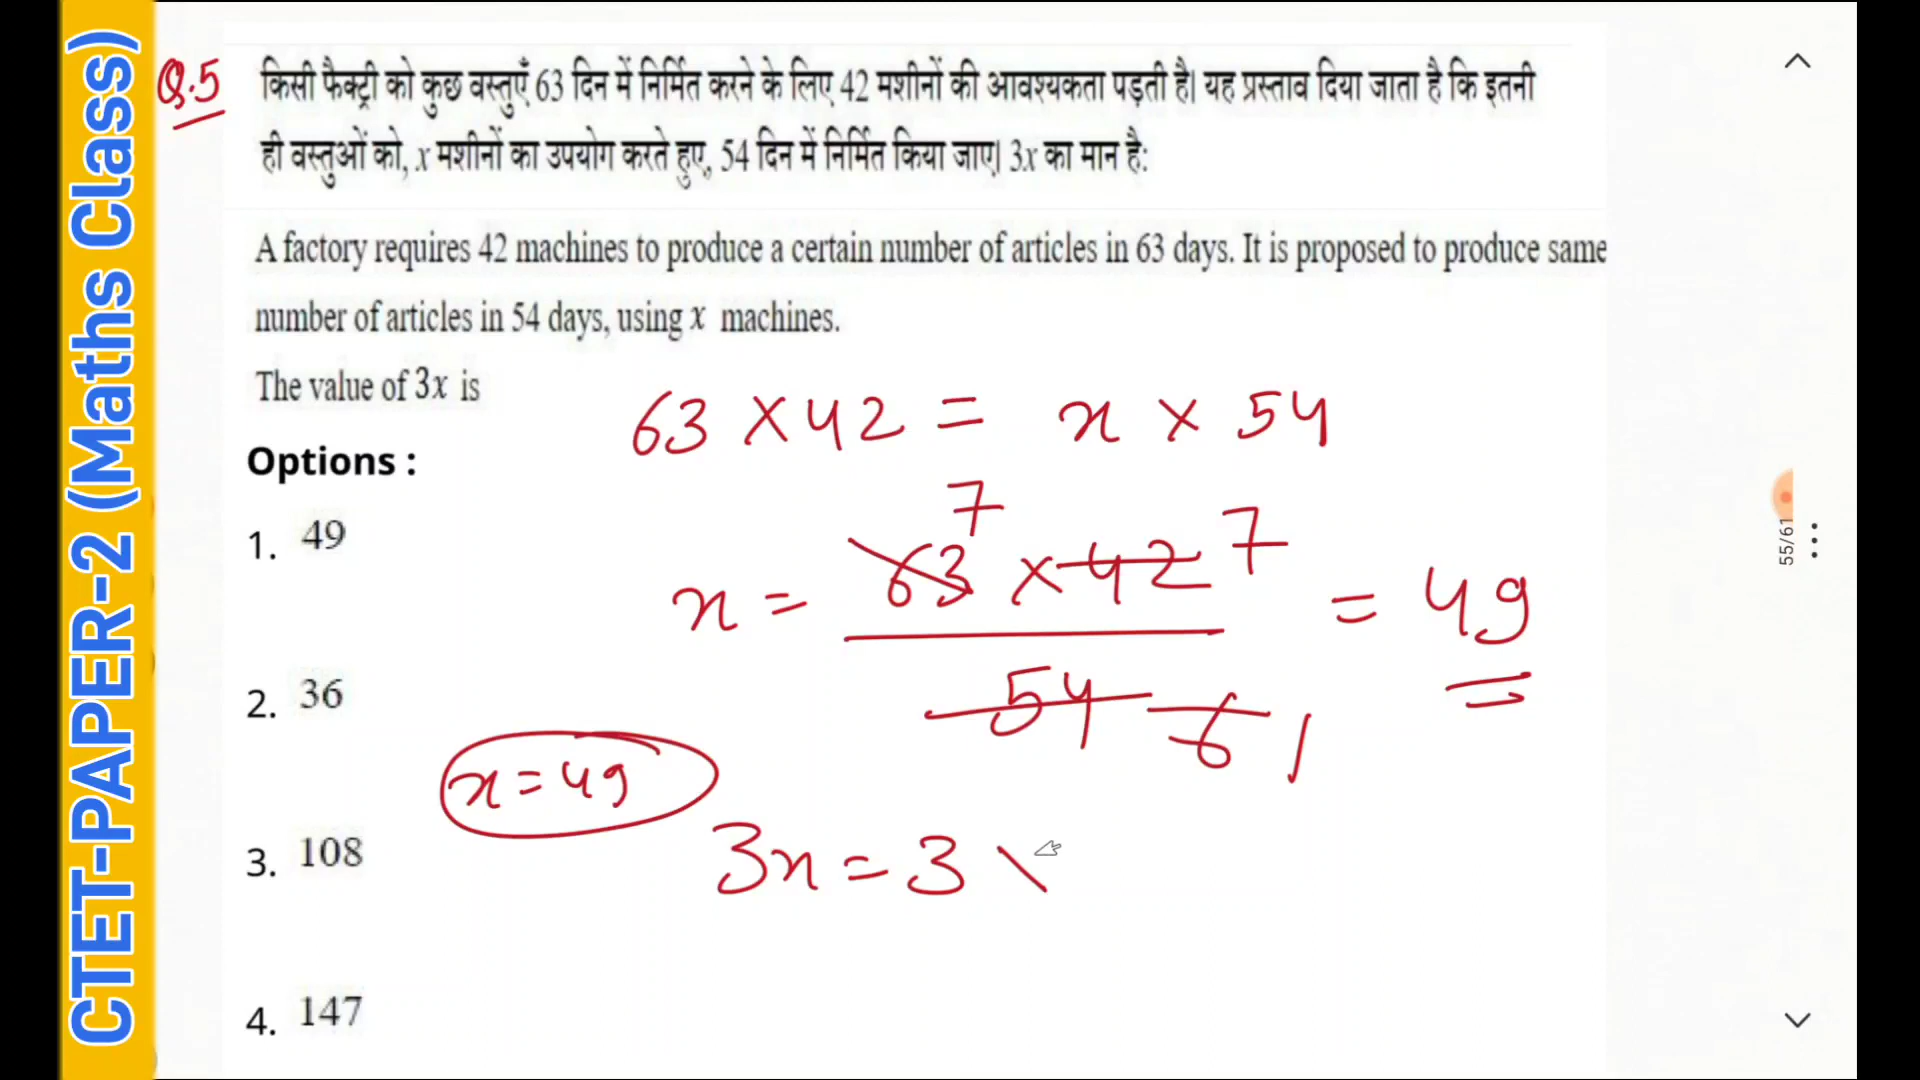 CTET-PAPER-2 (Maths Class)
Q.5
किसी फैक्ट्री को कुछ वस्तुएँ 63 दिन में निर्मित करने के लिए 42 मशीनों की आवश्यकता पड़ती है। यह प्रस्ताव दिया जाता है कि इतनी
ही वस्तुओं को, x मशीनों का उपयोग करते हुए, 54 दिन में निर्मित किया जाए। 3x का मान है:
A factory requires 42 machines to produce a certain number of articles in 63 days. It is proposed to produce same
number of articles in 54 days, using x machines.
The value of 3x is
63 × 42 = x × 54
Options :
1. 49
7
x = 63 × 42 7 = 49
54 6 1
2. 36
x = 49
3x = 3 \
3. 108
4. 147
55/61